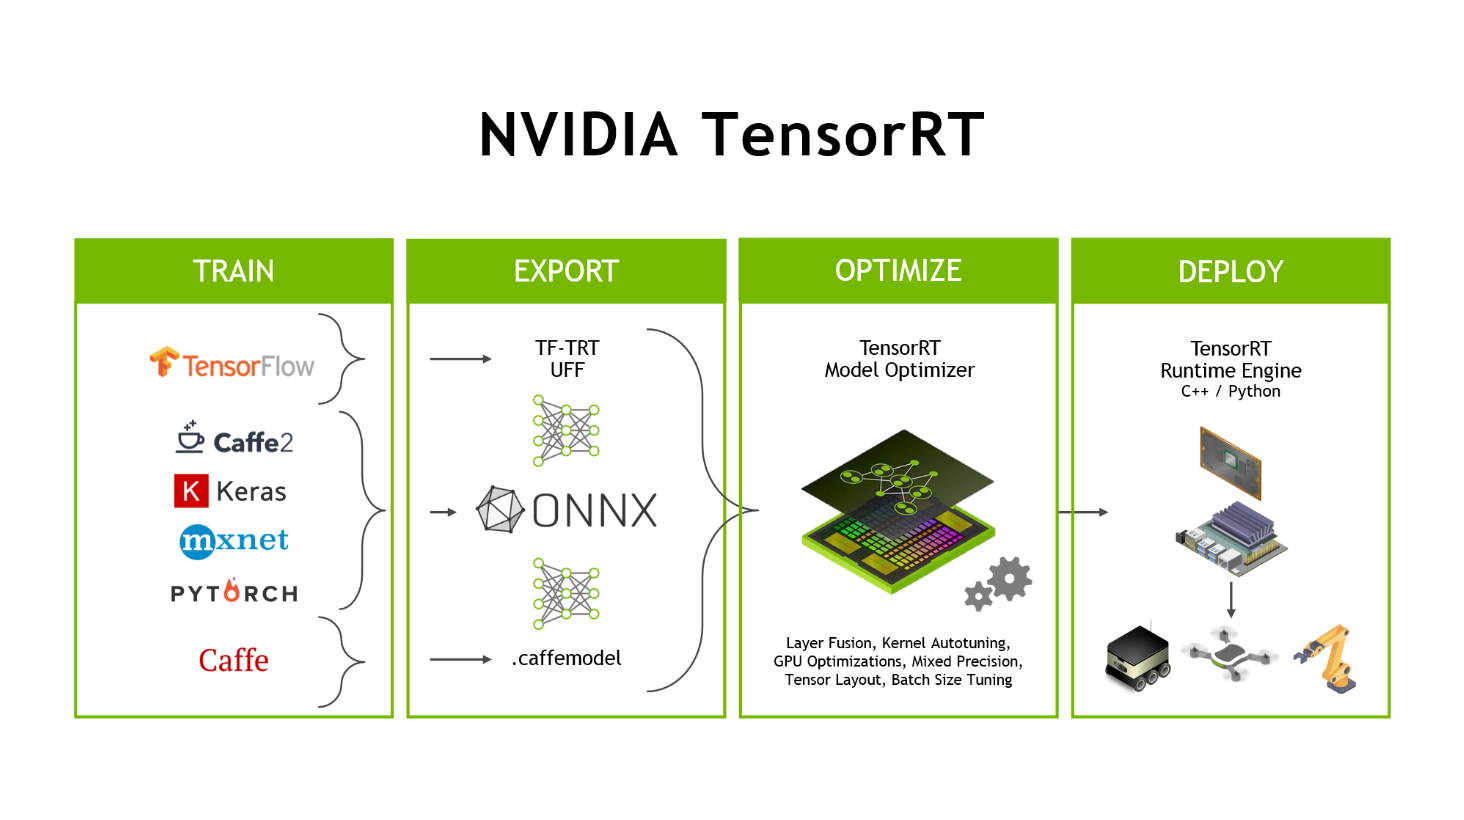 NVIDIA TensorRT
TRAIN
TensorFlow
Caffe2
K Keras
mxnet
PYTORCH
Caffe
EXPORT
TF-TRT
UFF
ONNX
.caffemodel
OPTIMIZE
TensorRT
Model Optimizer
Layer Fusion, Kernel Autotuning,
GPU Optimizations, Mixed Precision,
Tensor Layout, Batch Size Tuning
DEPLOY
TensorRT
Runtime Engine
C++ / Python